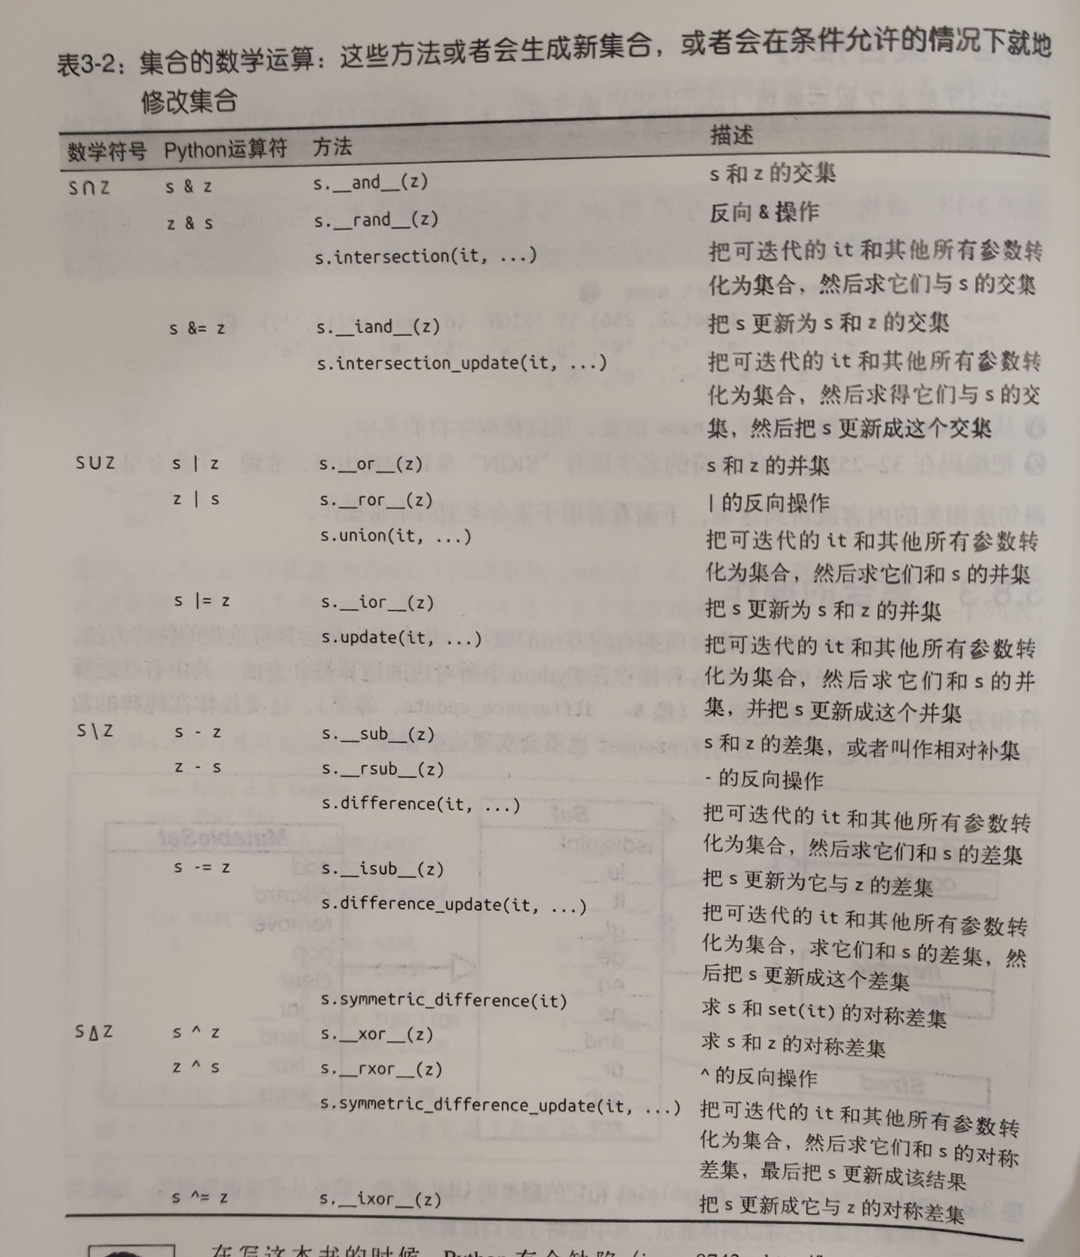 表3-2：集合的数学运算：这些方法或者会生成新集合，或者会在条件允许的情况下就地
修改集合
数学符号 Python运算符 方法 描述
S∩Z s & z s.__and__(z) s 和 z 的交集
z & s s.__rand__(z) 反向 & 操作
s.intersection(it, ...) 把可迭代的 it 和其他所有参数转
化为集合，然后求它们与 s 的交集
s &= z s.__iand__(z) 把 s 更新为 s 和 z 的交集
s.intersection_update(it, ...) 把可迭代的 it 和其他所有参数转
化为集合，然后求得它们与 s 的交
集，然后把 s 更新成这个交集
S∪Z s | z s.__or__(z) s 和 z 的并集
z | s s.__ror__(z) | 的反向操作
s.union(it, ...) 把可迭代的 it 和其他所有参数转
化为集合，然后求它们和 s 的并集
s |= z s.__ior__(z) 把 s 更新为 s 和 z 的并集
s.update(it, ...) 把可迭代的 it 和其他所有参数转
化为集合，然后求它们和 s 的并
集，并把 s 更新成这个并集
S\Z s - z s.__sub__(z) s 和 z 的差集，或者叫作相对补集
z - s s.__rsub__(z) - 的反向操作
s.difference(it, ...) 把可迭代的 it 和其他所有参数转
化为集合，然后求它们和 s 的差集
s -= z s.__isub__(z) 把 s 更新为它与 z 的差集
s.difference_update(it, ...) 把可迭代的 it 和其他所有参数转
化为集合，求它们和 s 的差集，然
后把 s 更新成这个差集
s.symmetric_difference(it) 求 s 和 set(it) 的对称差集
S∆Z s ^ z s.__xor__(z) 求 s 和 z 的对称差集
z ^ s s.__rxor__(z) ^ 的反向操作
s.symmetric_difference_update(it, ...) 把可迭代的 it 和其他所有参数转
化为集合，然后求它们和 s 的对称
差集，最后把 s 更新成该结果
s ^= z s.__ixor__(z) 把 s 更新成它与 z 的对称差集
在写这本书的时候，Python 有个缺陷